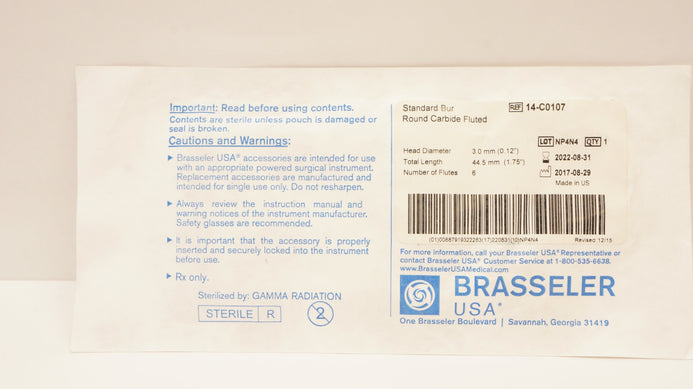 Important: Read before using contents.
Contents are sterile unless pouch is damaged or
seal is broken.
Cautions and Warnings:
▶ Brasseler USA® accessories are intended for use
with an appropriate powered surgical instrument.
Replacement accessories are manufactured and
intended for single use only. Do not resharpen.
▶ Always review the instruction manual and
warning notices of the instrument manufacturer.
Safety glasses are recommended.
▶ It is important that the accessory is properly
inserted and securely locked into the instrument
before use.
▶ Rx only.
Sterilized by: GAMMA RADIATION
STERILE R
2
Standard Bur
REF 14-C0107
Round Carbide Fluted
LOT NP4N4 QTY 1
Head Diameter 3.0 mm (0.12")
2022-08-31
Total Length 44.5 mm (1.75")
2017-08-29
Number of Flutes 6
Made in US
Revised 12/15
For more information, call your Brasseler USA® Representative or
contact Brasseler USA® Customer Service at 1-800-535-6638.
www.BrasselerUSAMedical.com
BRASSELER
USA®
One Brasseler Boulevard | Savannah, Georgia 31419